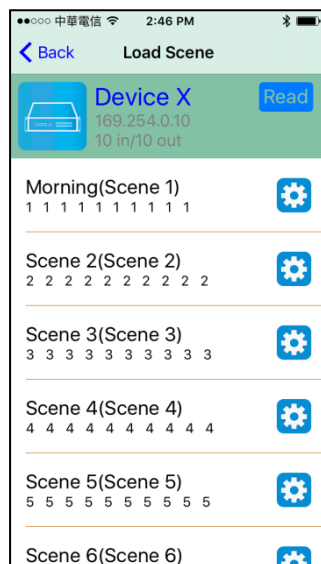 中華電信 2:46 PM
Back Load Scene
Device X Read
169.254.0.10
10 in/10 out
Morning(Scene 1)
1 1 1 1 1 1 1 1 1 1
Scene 2(Scene 2)
2 2 2 2 2 2 2 2 2 2
Scene 3(Scene 3)
3 3 3 3 3 3 3 3 3 3
Scene 4(Scene 4)
4 4 4 4 4 4 4 4 4 4
Scene 5(Scene 5)
5 5 5 5 5 5 5 5 5 5
Scene 6(Scene 6)